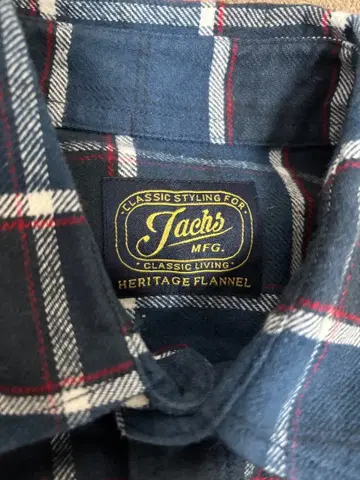 ·CLASSIC STYLING FOR·
Jachs
MFG.
·CLASSIC LIVING·
HERITAGE FLANNEL